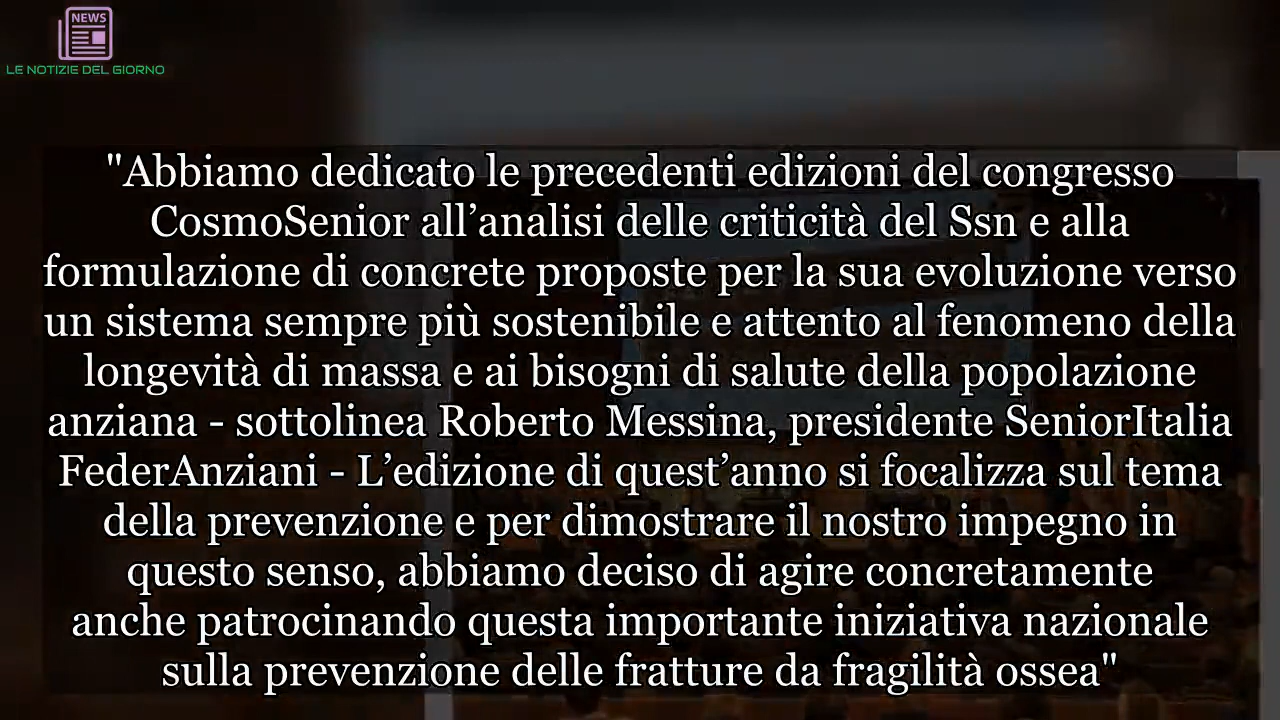 NEWS
LE NOTIZIE DEL GIORNO
"Abbiamo dedicato le precedenti edizioni del congresso
CosmoSenior all’analisi delle criticità del Ssn e alla
formulazione di concrete proposte per la sua evoluzione verso
un sistema sempre più sostenibile e attento al fenomeno della
longevità di massa e ai bisogni di salute della popolazione
anziana - sottolinea Roberto Messina, presidente SeniorItalia
FederAnziani - L’edizione di quest’anno si focalizza sul tema
della prevenzione e per dimostrare il nostro impegno in
questo senso, abbiamo deciso di agire concretamente
anche patrocinando questa importante iniziativa nazionale
sulla prevenzione delle fratture da fragilità ossea"